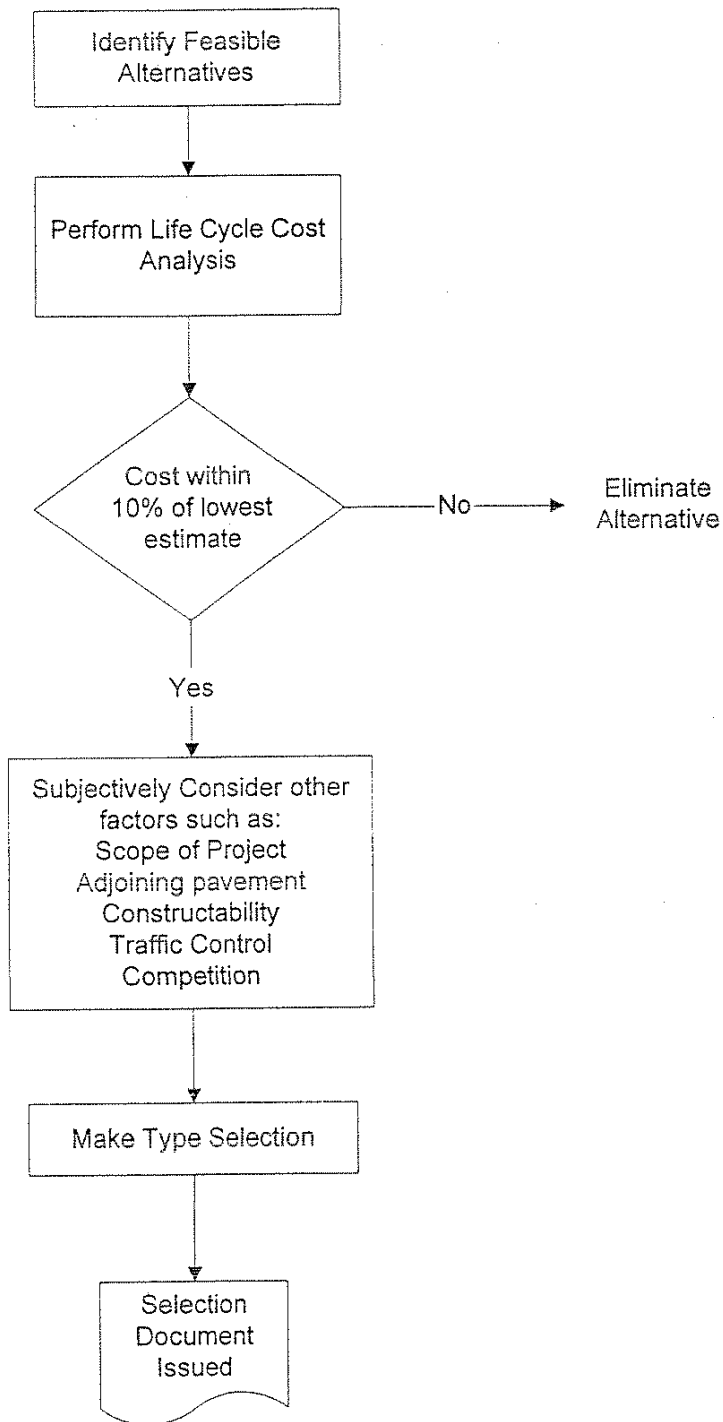 Identify Feasible
Alternatives
Perform Life Cycle Cost
Analysis
Cost within
10% of lowest
estimate
No
Eliminate
Alternative
Yes
Subjectively Consider other
factors such as:
Scope of Project
Adjoining pavement
Constructability
Traffic Control
Competition
Make Type Selection
Selection
Document
Issued